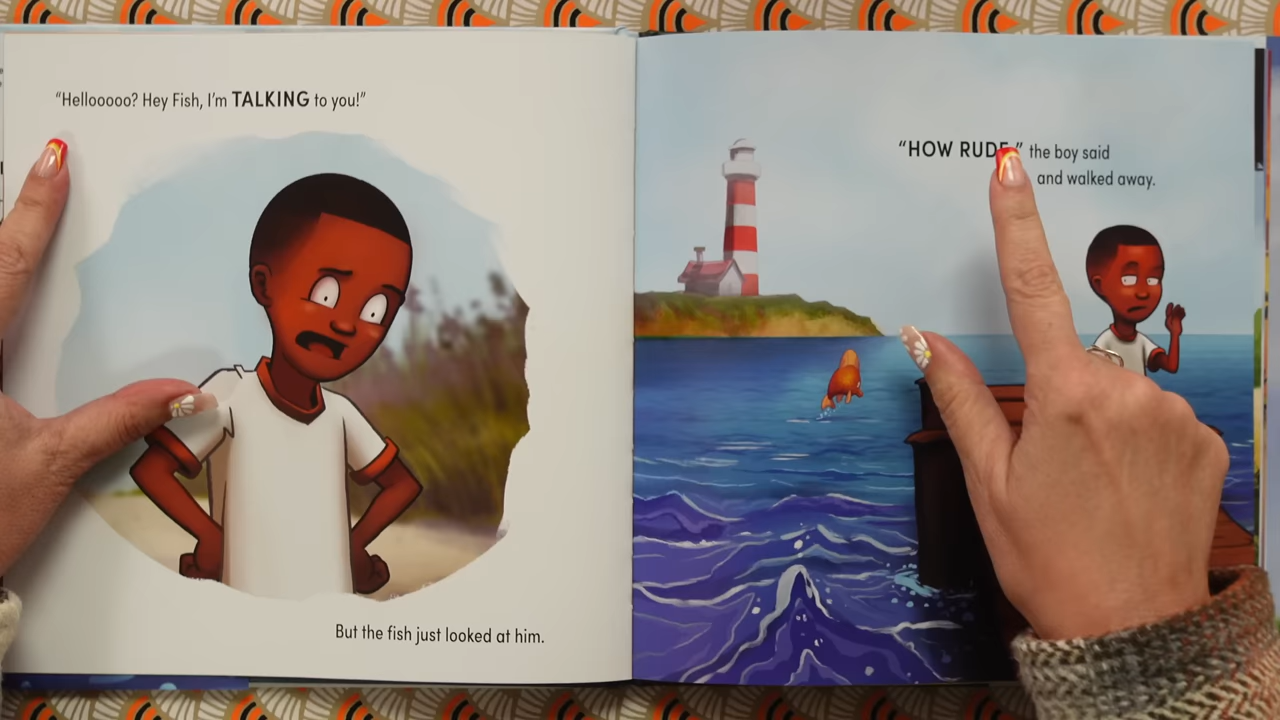 “Hellooooo? Hey Fish, I’m TALKING to you!”
But the fish just looked at him.
“HOW RUDE,” the boy said
and walked away.